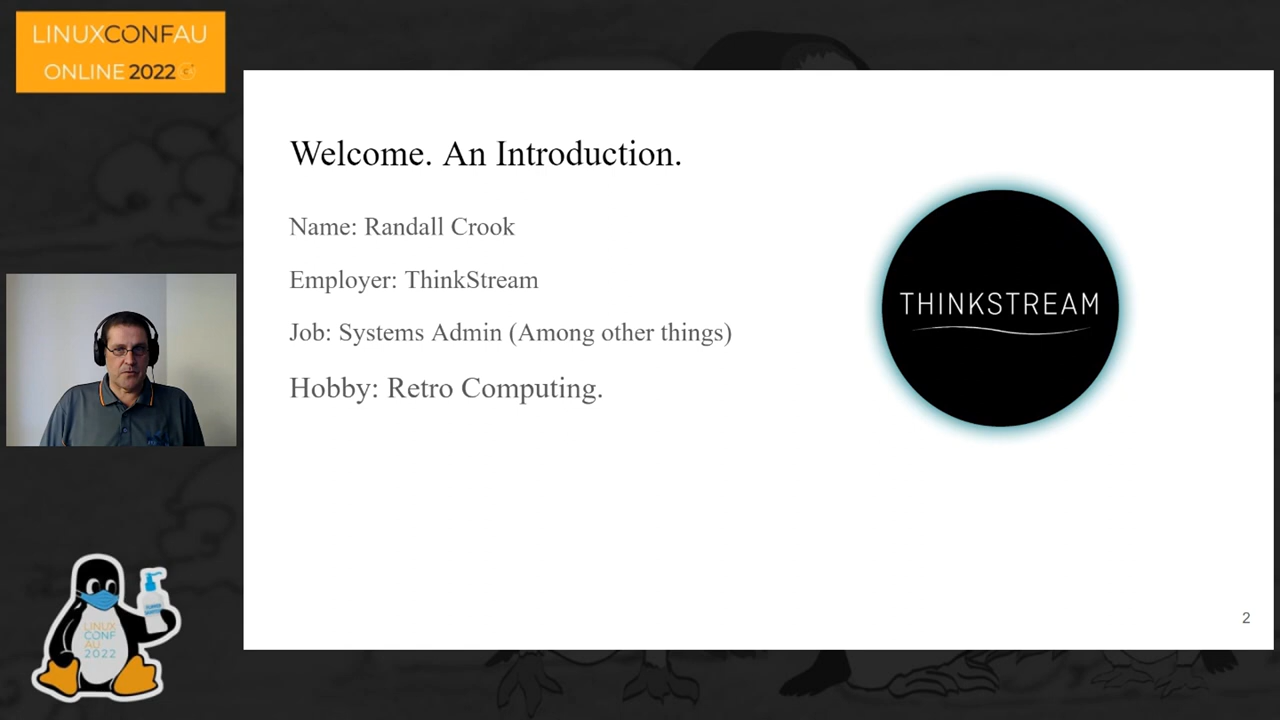 LINUXCONFAU
ONLINE 2022
Welcome. An Introduction.
Name: Randall Crook
Employer: ThinkStream
Job: Systems Admin (Among other things)
Hobby: Retro Computing.
THINKSTREAM
LINUX
CONF
AU
2022
2